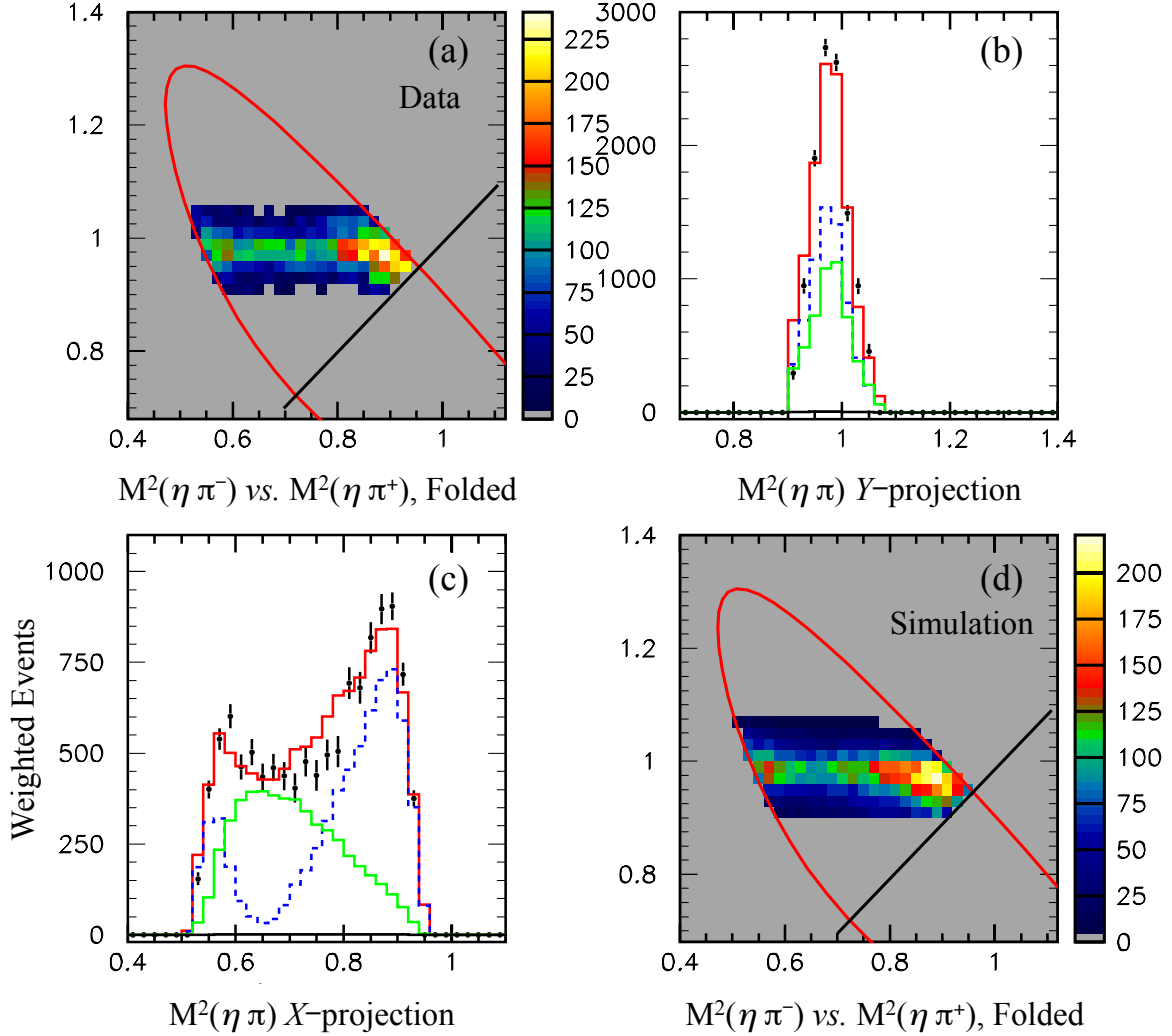 (a)
Data
1.4
1.2
1
0.8
0.4 0.6 0.8 1
225
200
175
150
125
100
75
50
25
0
M²(η π⁻) vs. M²(η π⁺), Folded
(b)
3000
2000
1000
0
0.8 1 1.2 1.4
M²(η π) Y−projection
(c)
Weighted Events
1000
750
500
250
0
0.4 0.6 0.8 1
M²(η π) X−projection
(d)
Simulation
1.4
1.2
1
0.8
0.4 0.6 0.8 1
200
175
150
125
100
75
50
25
0
M²(η π⁻) vs. M²(η π⁺), Folded